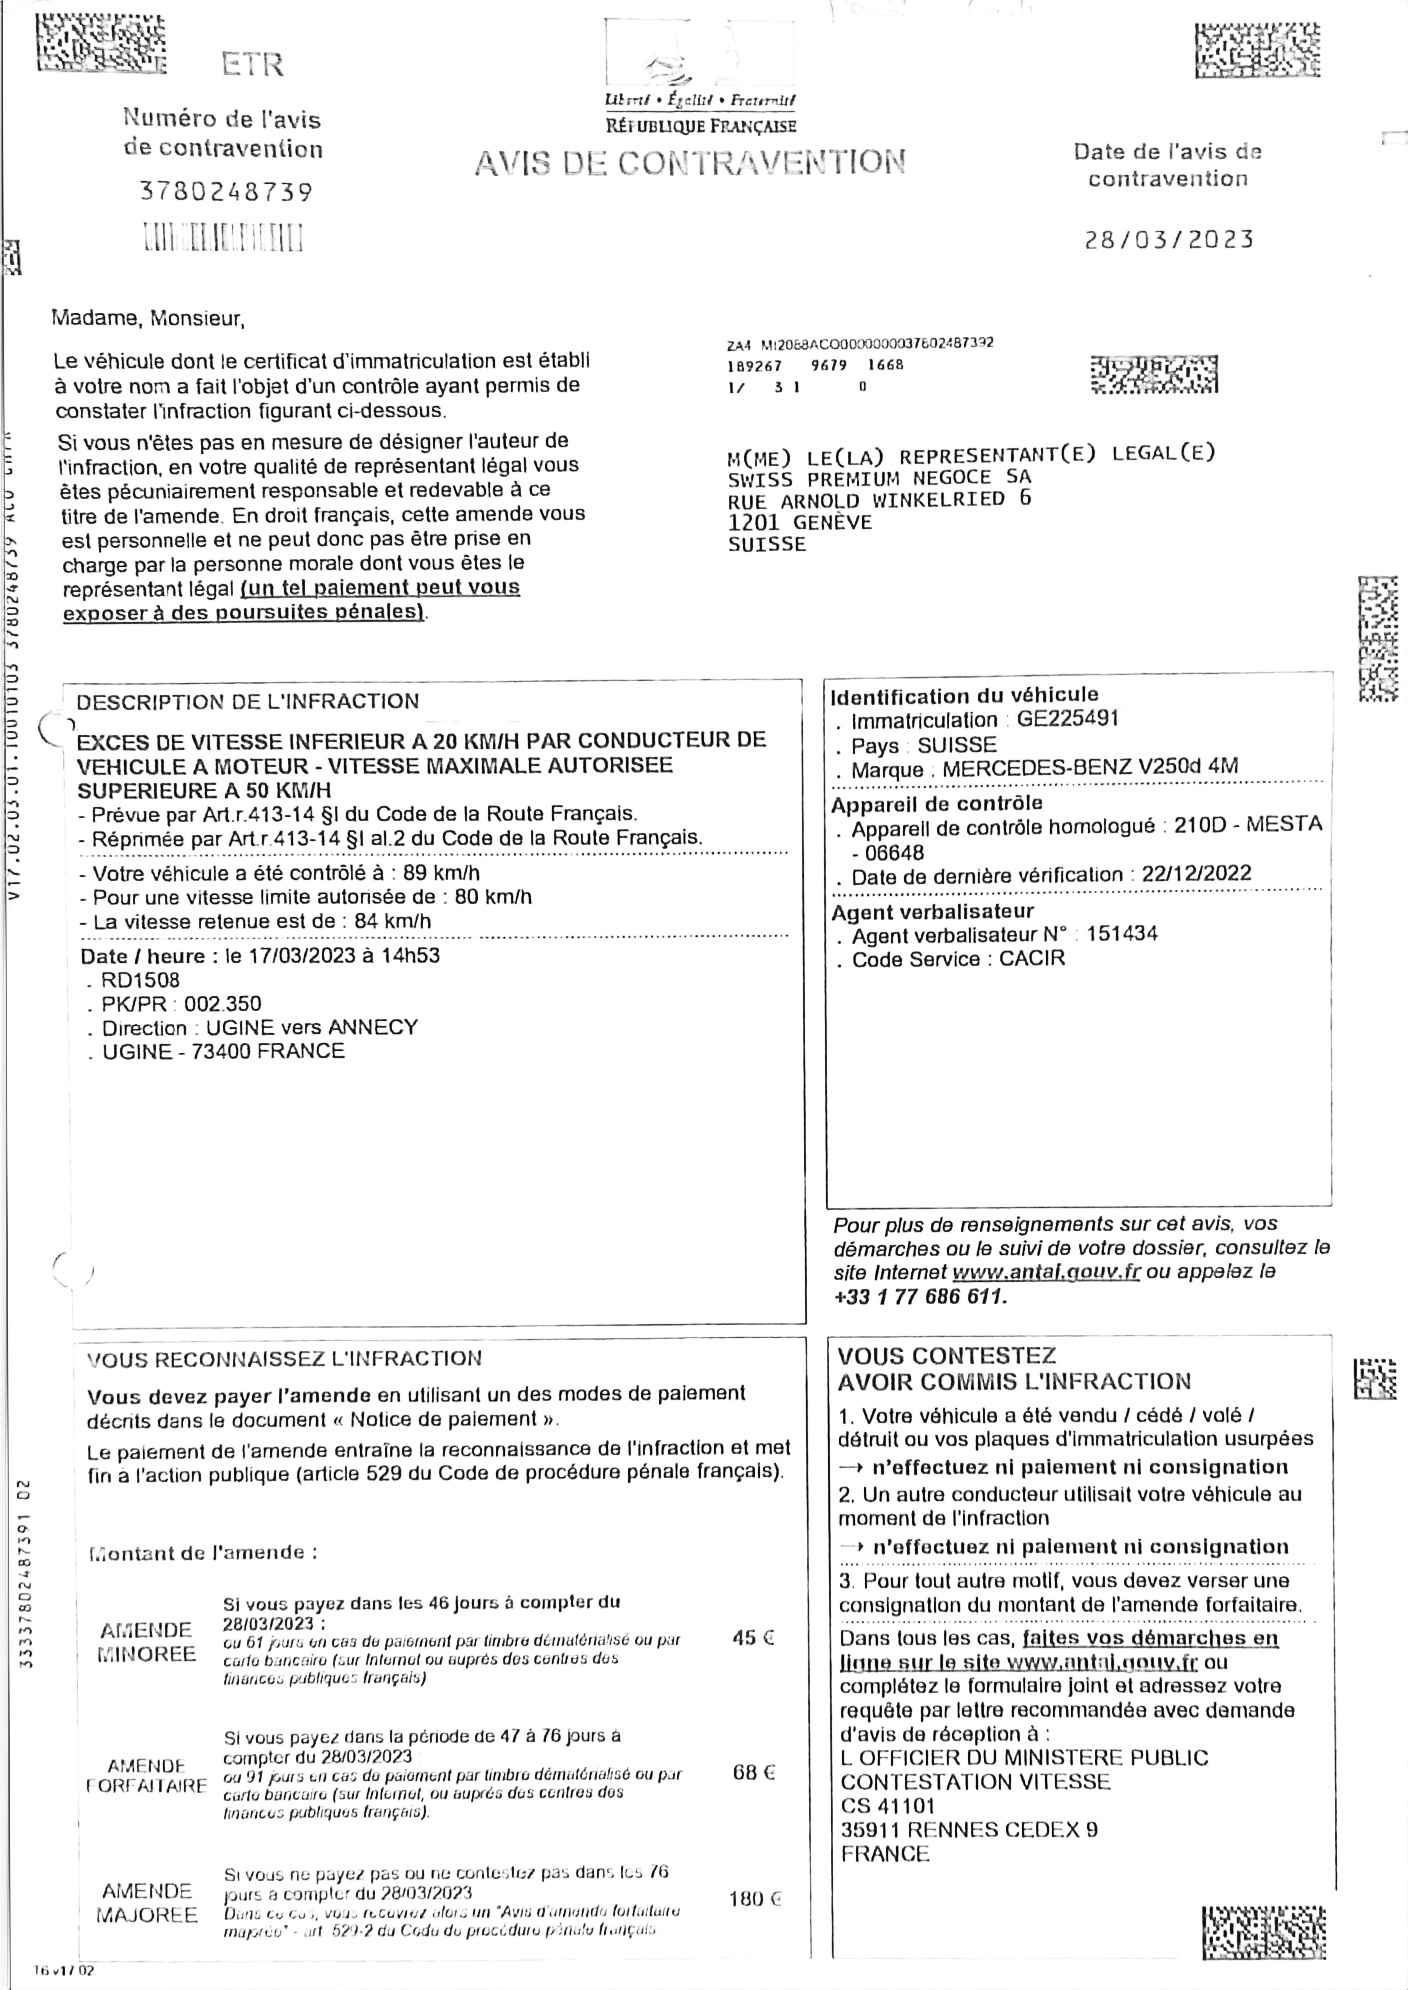 ETR
Liberté • Égalité • Fraternité
RÉPUBLIQUE FRANÇAISE
Numéro de l'avis
de contravention
3780248739
AVIS DE CONTRAVENTION
Date de l'avis de
contravention
28/03/2023
Madame, Monsieur,
Le véhicule dont le certificat d'immatriculation est établi
à votre nom a fait l'objet d'un contrôle ayant permis de
constater l'infraction figurant ci-dessous.
Si vous n'êtes pas en mesure de désigner l'auteur de
l'infraction, en votre qualité de représentant légal vous
êtes pécuniairement responsable et redevable à ce
titre de l'amende. En droit français, cette amende vous
est personnelle et ne peut donc pas être prise en
charge par la personne morale dont vous êtes le
représentant légal (un tel paiement peut vous
exposer à des poursuites pénales).
ZA4
189267 9679 1668
1/ 31 0
M(ME) LE(LA) REPRESENTANT(E) LEGAL(E)
SWISS PREMIUM NEGOCE SA
RUE ARNOLD WINKELRIED 6
1201 GENÈVE
SUISSE
DESCRIPTION DE L'INFRACTION
EXCES DE VITESSE INFERIEUR A 20 KM/H PAR CONDUCTEUR DE
VEHICULE A MOTEUR - VITESSE MAXIMALE AUTORISEE
SUPERIEURE A 50 KM/H
- Prévue par Art.r.413-14 §I du Code de la Route Français.
- Réprimée par Art.r.413-14 §I al.2 du Code de la Route Français.
- Votre véhicule a été contrôlé à : 89 km/h
- Pour une vitesse limite autorisée de : 80 km/h
- La vitesse retenue est de : 84 km/h
Date / heure : le 17/03/2023 à 14h53
. RD1508
. PK/PR : 002.350
. Direction : UGINE vers ANNECY
. UGINE - 73400 FRANCE
Identification du véhicule
. Immatriculation : GE225491
. Pays : SUISSE
. Marque : MERCEDES-BENZ V250d 4M
Appareil de contrôle
. Appareil de contrôle homologué : 210D - MESTA
- 06648
. Date de dernière vérification : 22/12/2022
Agent verbalisateur
. Agent verbalisateur N° : 151434
. Code Service : CACIR
Pour plus de renseignements sur cet avis, vos
démarches ou le suivi de votre dossier, consultez le
site Internet www.antai.gouv.fr ou appelez le
+33 1 77 686 611.
VOUS RECONNAISSEZ L'INFRACTION
Vous devez payer l'amende en utilisant un des modes de paiement
décrits dans le document « Notice de paiement ».
Le paiement de l'amende entraîne la reconnaissance de l'infraction et met
fin à l'action publique (article 529 du Code de procédure pénale français).
Montant de l'amende :
AMENDE
MINOREE
Si vous payez dans les 46 jours à compter du
28/03/2023 :
ou 61 jours en cas de paiement par timbre dématérialisé ou par
carte bancaire (sur Internet ou auprès des centres des
finances publiques français)
45 €
AMENDE
FORFAITAIRE
Si vous payez dans la période de 47 à 76 jours à
compter du 28/03/2023
ou 91 jours en cas de paiement par timbre dématérialisé ou par
carte bancaire (sur Internet, ou auprès des centres des
finances publiques français).
68 €
AMENDE
MAJOREE
Si vous ne payez pas ou ne contestez pas dans les 76
jours à compter du 28/03/2023
Dans ce cas, vous recevrez alors un "Avis d'amende forfaitaire
majorée" - art 529-2 du Code de procédure pénale français
180 €
VOUS CONTESTEZ
AVOIR COMMIS L'INFRACTION
1. Votre véhicule a été vendu / cédé / volé /
détruit ou vos plaques d'immatriculation usurpées
→ n'effectuez ni paiement ni consignation
2. Un autre conducteur utilisait votre véhicule au
moment de l'infraction
→ n'effectuez ni paiement ni consignation
3. Pour tout autre motif, vous devez verser une
consignation du montant de l'amende forfaitaire.
Dans tous les cas, faites vos démarches en
ligne sur le site www.antai.gouv.fr ou
complétez le formulaire joint et adressez votre
requête par lettre recommandée avec demande
d'avis de réception à :
L OFFICIER DU MINISTERE PUBLIC
CONTESTATION VITESSE
CS 41101
35911 RENNES CEDEX 9
FRANCE
33337802487391 02
16 v17 02